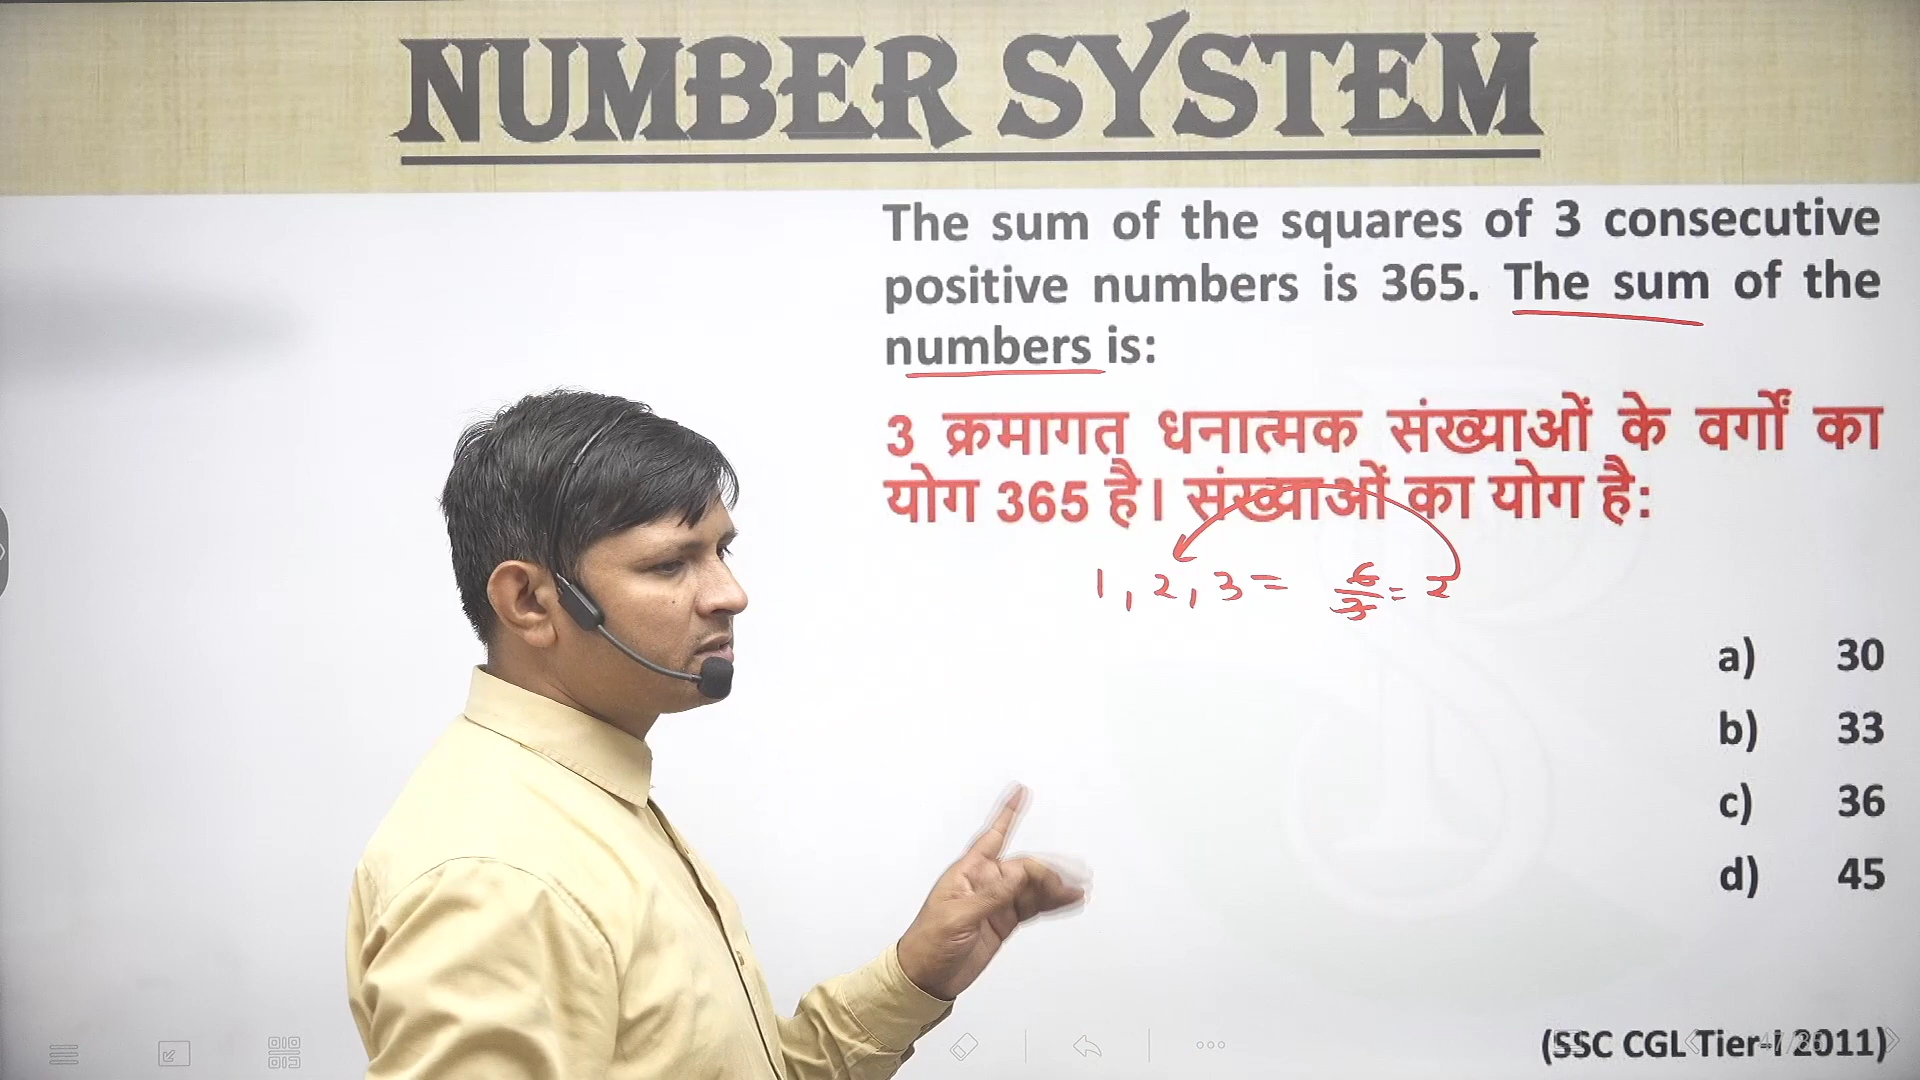 NUMBER SYSTEM
The sum of the squares of 3 consecutive
positive numbers is 365. The sum of the
numbers is:
3 क्रमागत धनात्मक संख्याओं के वर्गों का
योग 365 है। संख्याओं का योग है:
1, 2, 3 = 6/3 = 2
a) 30
b) 33
c) 36
d) 45
(SSC CGL Tier-I 2011)